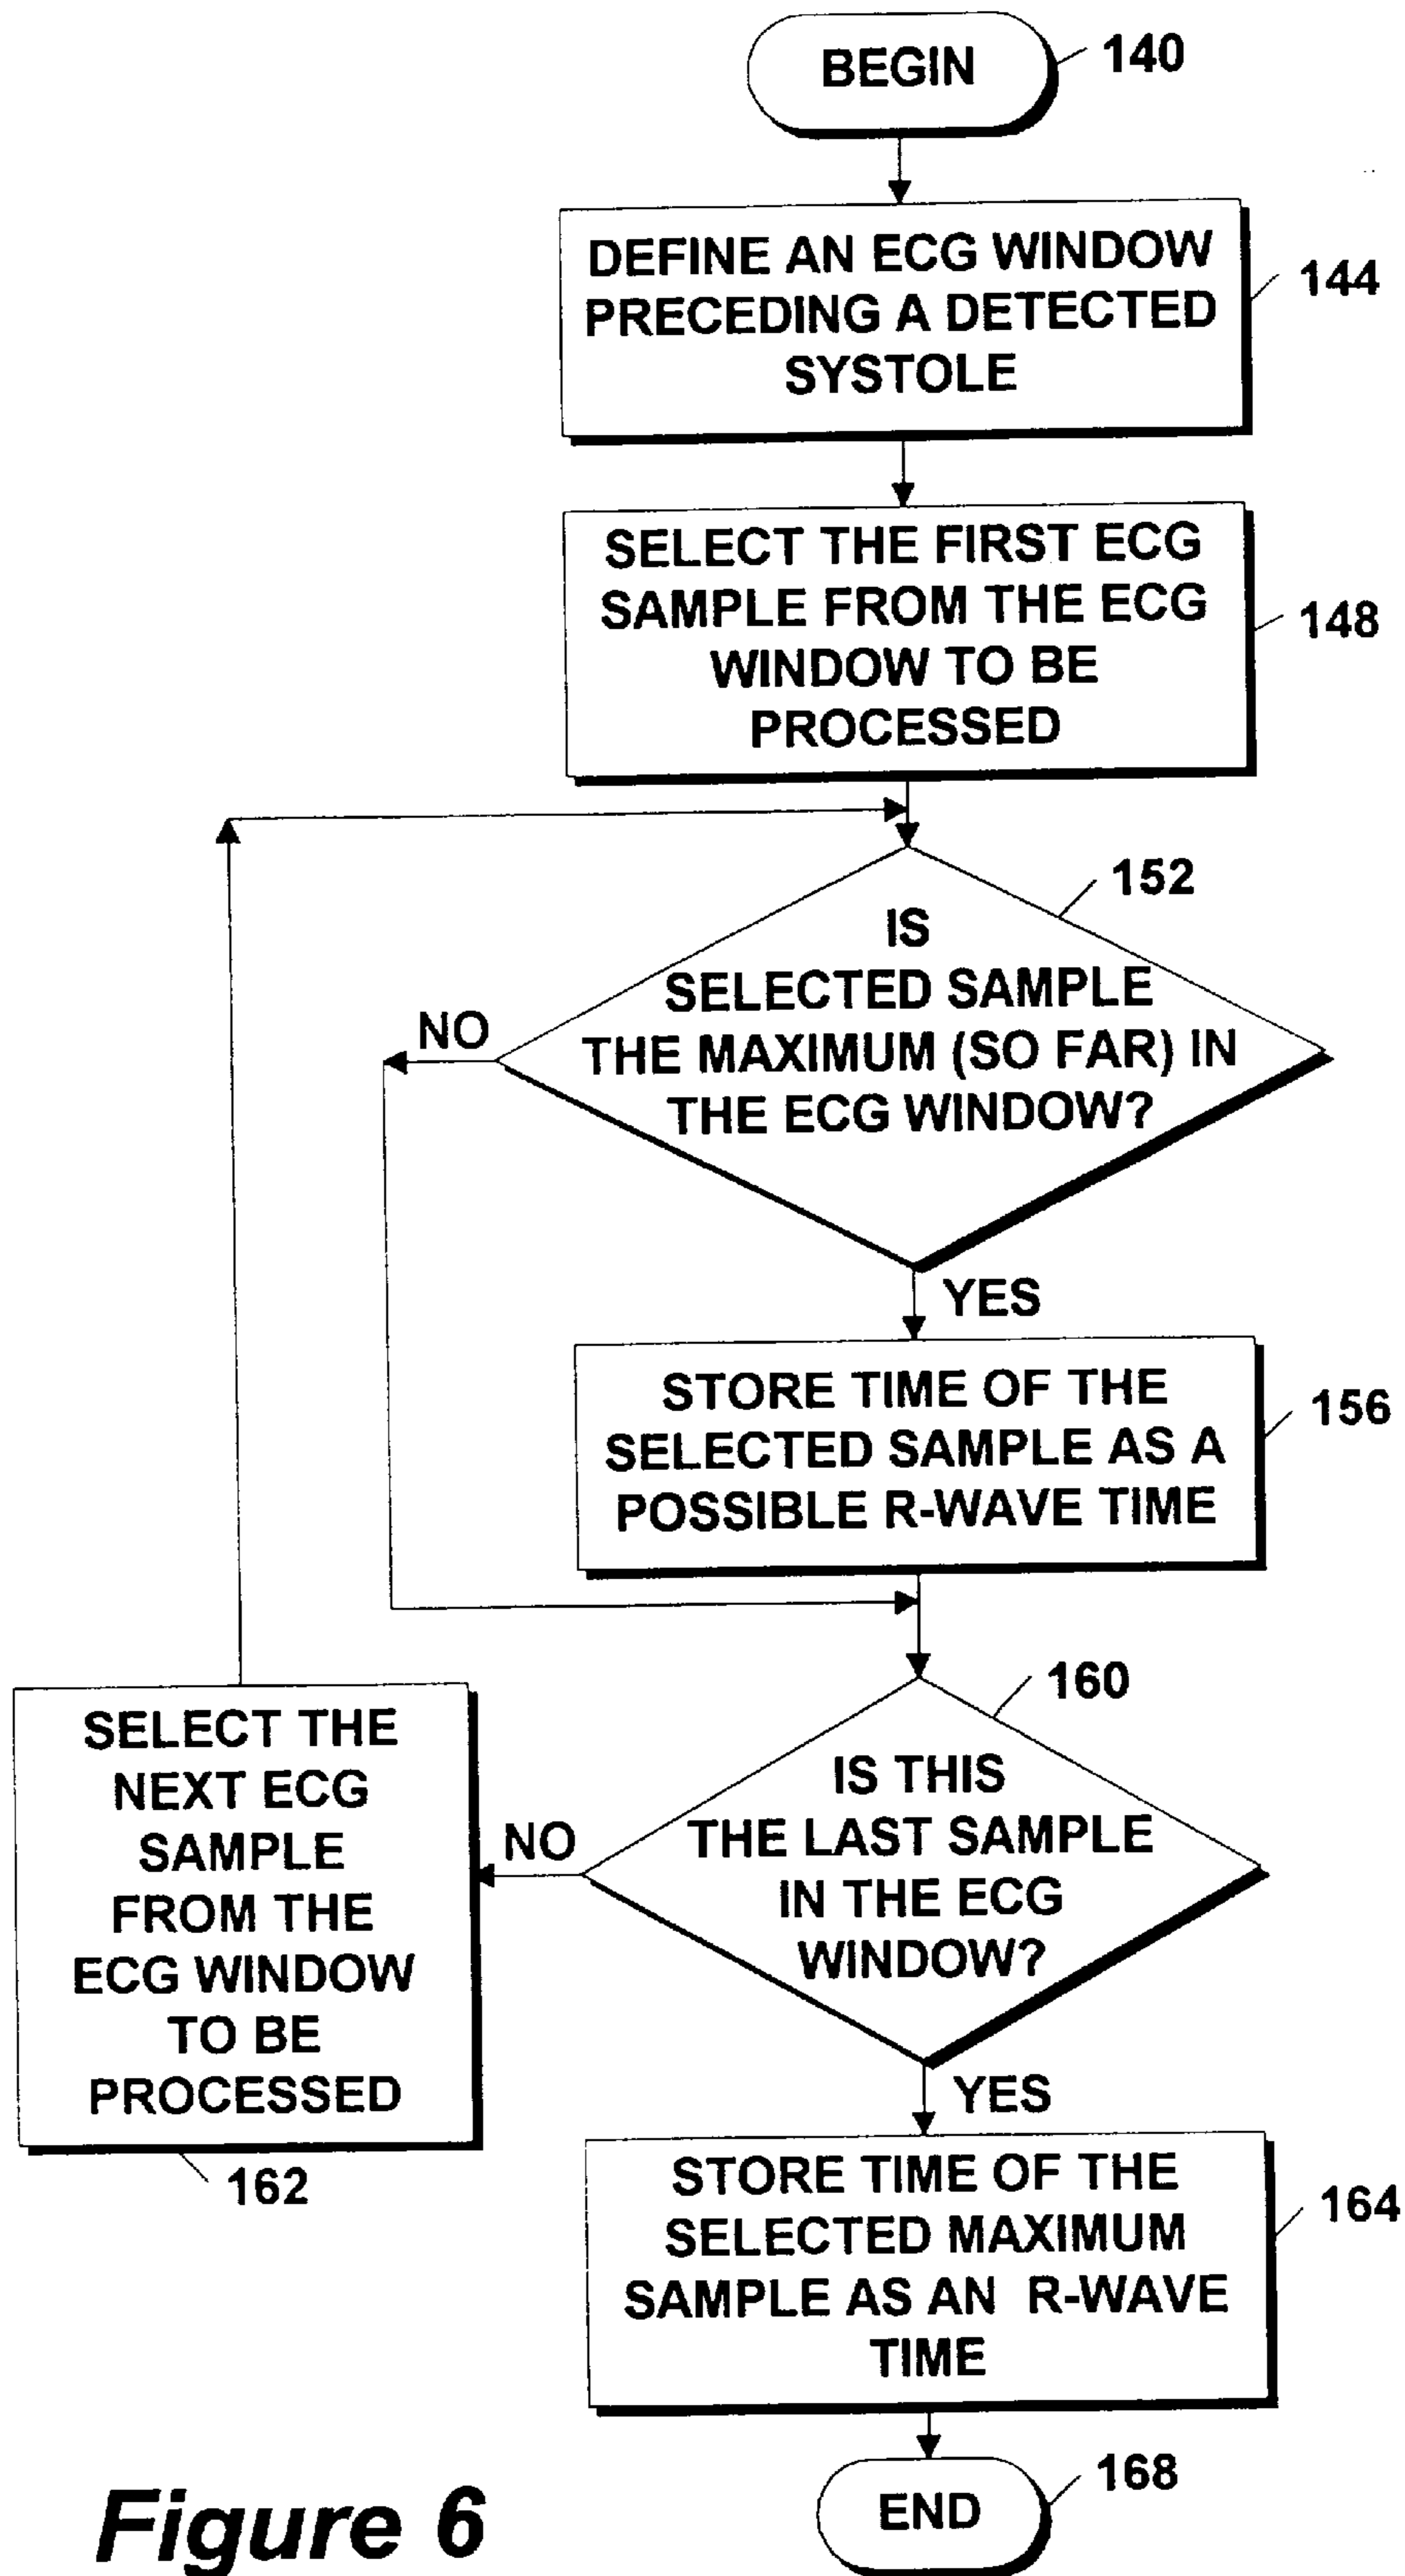 BEGIN
140
DEFINE AN ECG WINDOW
PRECEDING A DETECTED
SYSTOLE
144
SELECT THE FIRST ECG
SAMPLE FROM THE ECG
WINDOW TO BE
PROCESSED
148
152
IS
SELECTED SAMPLE
THE MAXIMUM (SO FAR) IN
THE ECG WINDOW?
NO
YES
STORE TIME OF THE
SELECTED SAMPLE AS A
POSSIBLE R-WAVE TIME
156
160
IS THIS
THE LAST SAMPLE
IN THE ECG
WINDOW?
NO
SELECT THE
NEXT ECG
SAMPLE
FROM THE
ECG WINDOW
TO BE
PROCESSED
162
YES
STORE TIME OF THE
SELECTED MAXIMUM
SAMPLE AS AN R-WAVE
TIME
164
END
168
Figure 6